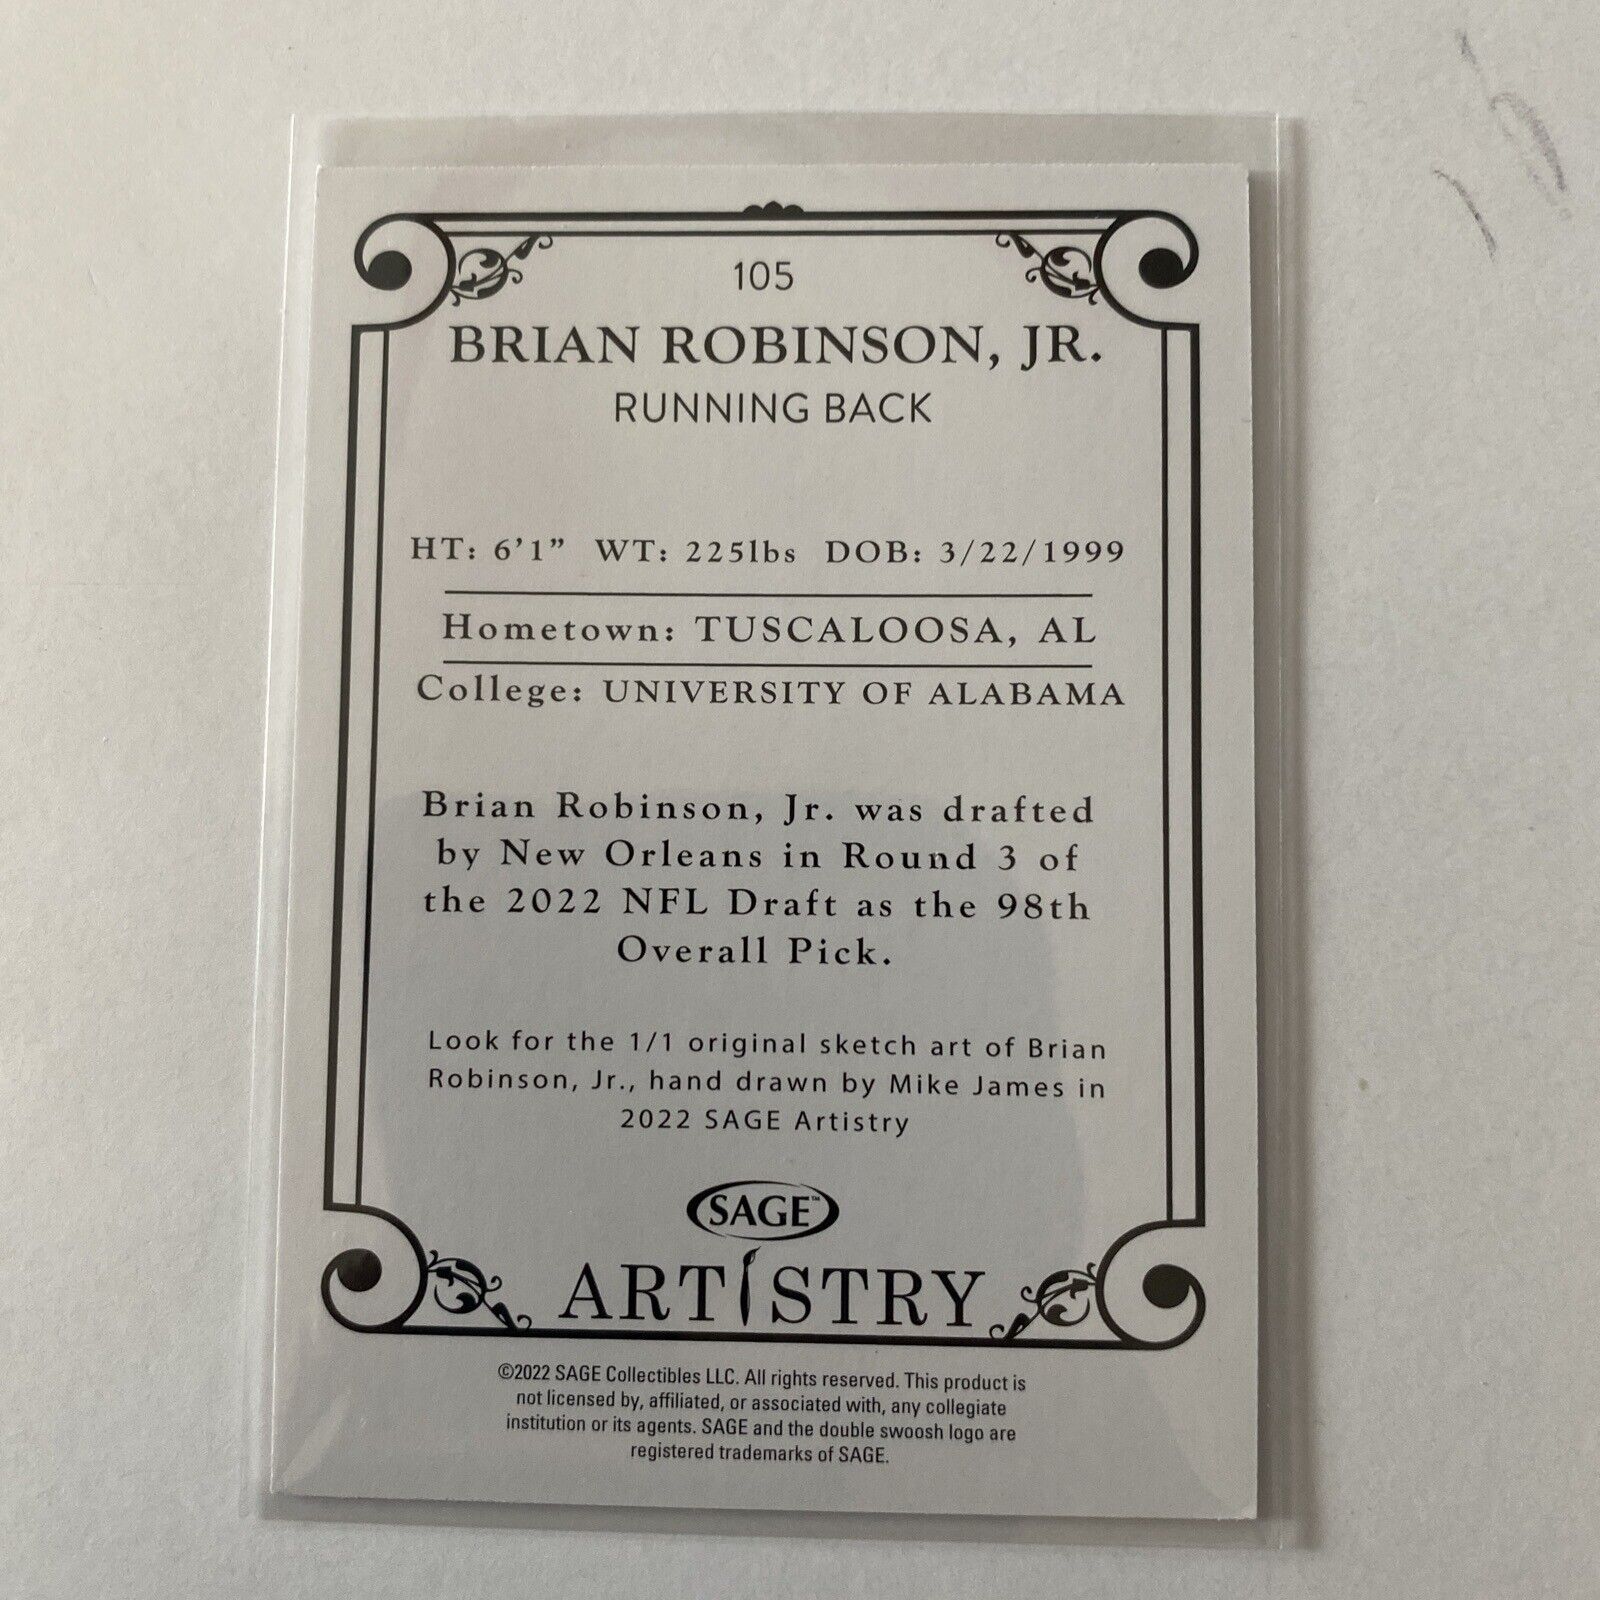 105
BRIAN ROBINSON, JR.
RUNNING BACK
HT: 6'1” WT: 225lbs DOB: 3/22/1999
Hometown: TUSCALOOSA, AL
College: UNIVERSITY OF ALABAMA
Brian Robinson, Jr. was drafted
by New Orleans in Round 3 of
the 2022 NFL Draft as the 98th
Overall Pick.
Look for the 1/1 original sketch art of Brian
Robinson, Jr., hand drawn by Mike James in
2022 SAGE Artistry
SAGE™
ARTISTRY
©2022 SAGE Collectibles LLC. All rights reserved. This product is
not licensed by, affiliated, or associated with, any collegiate
institution or its agents. SAGE and the double swoosh logo are
registered trademarks of SAGE.